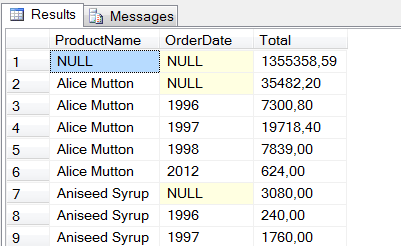 Results Messages
ProductName OrderDate Total
1 NULL NULL 1355358,59
2 Alice Mutton NULL 35482,20
3 Alice Mutton 1996 7300,80
4 Alice Mutton 1997 19718,40
5 Alice Mutton 1998 7839,00
6 Alice Mutton 2012 624,00
7 Aniseed Syrup NULL 3080,00
8 Aniseed Syrup 1996 240,00
9 Aniseed Syrup 1997 1760,00